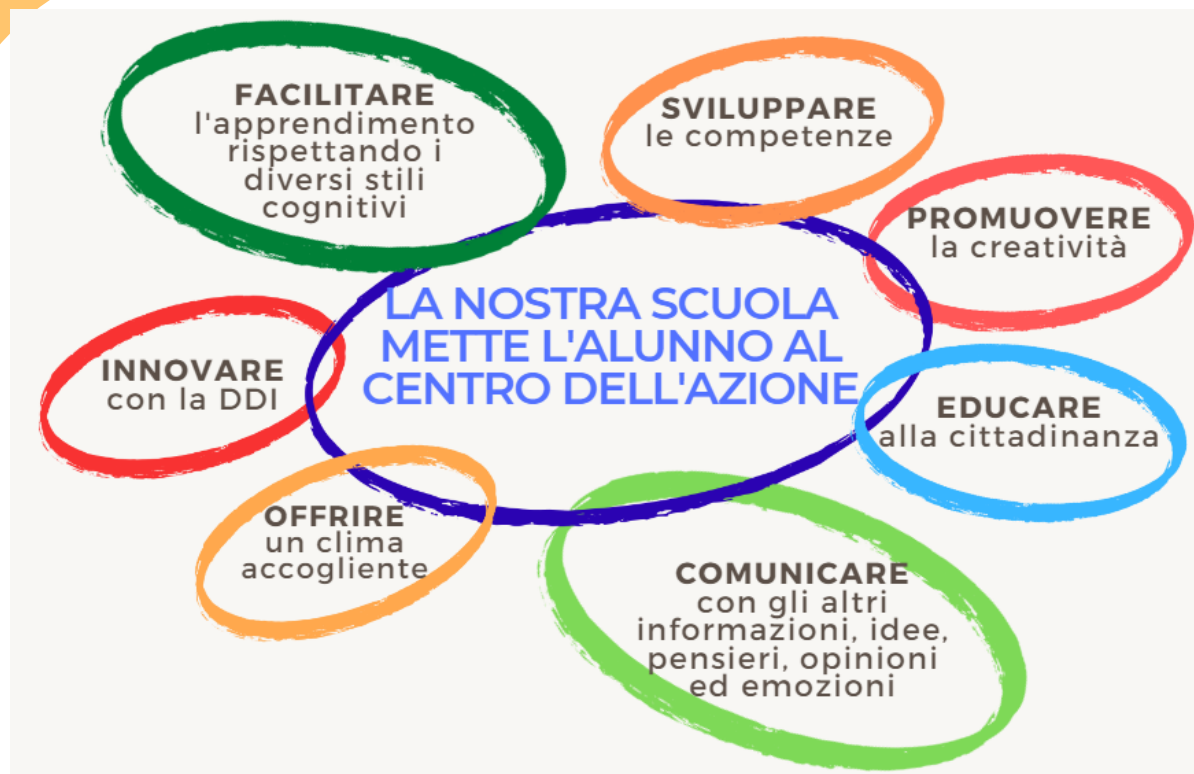 FACILITARE
l'apprendimento
rispettando i
diversi stili
cognitivi
SVILUPPARE
le competenze
PROMUOVERE
la creatività
LA NOSTRA SCUOLA
METTE L'ALUNNO AL
CENTRO DELL'AZIONE
INNOVARE
con la DDI
EDUCARE
alla cittadinanza
OFFRIRE
un clima
accogliente
COMUNICARE
con gli altri
informazioni, idee,
pensieri, opinioni
ed emozioni